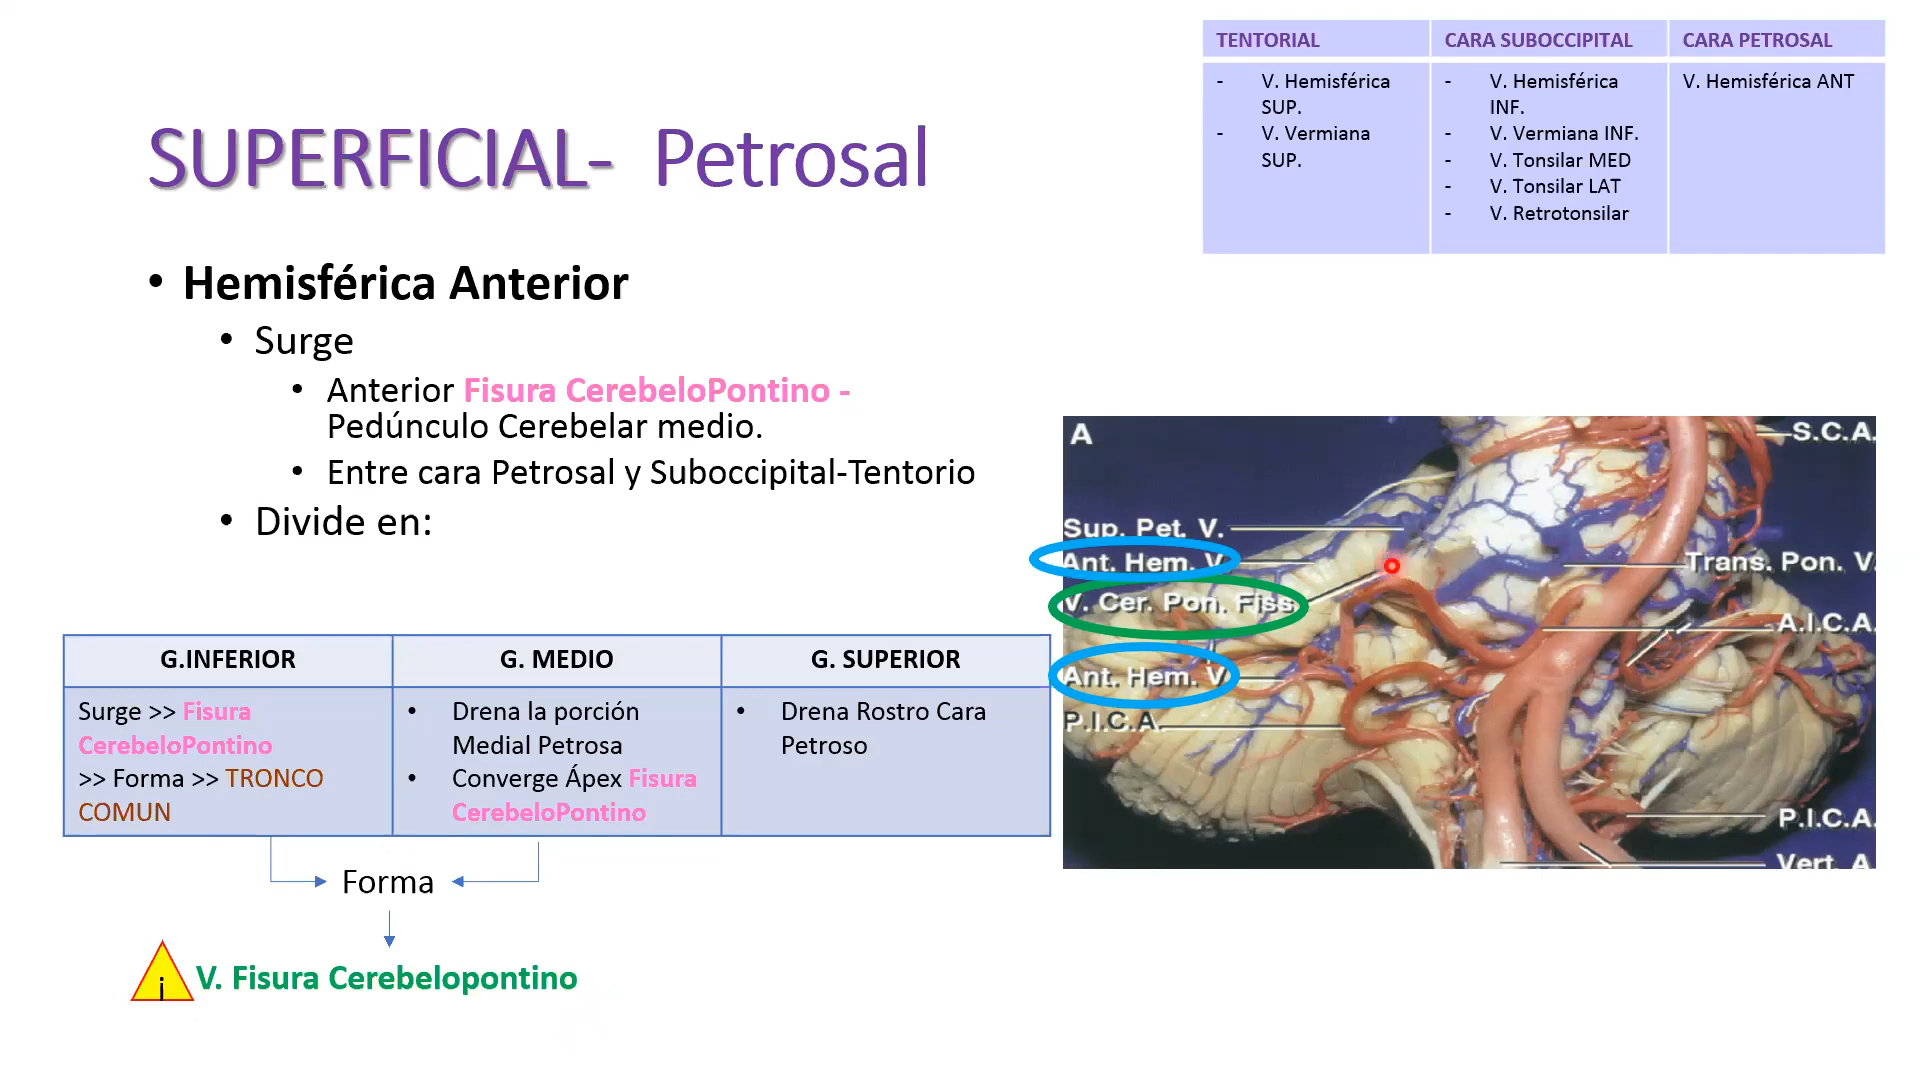 TENTORIAL
CARA SUBOCCIPITAL
CARA PETROSAL
- V. Hemisférica
SUP.
- V. Vermiana
SUP.
- V. Hemisférica
INF.
- V. Vermiana INF.
- V. Tonsilar MED
- V. Tonsilar LAT
- V. Retrotonsilar
V. Hemisférica ANT
SUPERFICIAL- Petrosal
• Hemisférica Anterior
• Surge
• Anterior Fisura CerebeloPontino -
Pedúnculo Cerebelar medio.
• Entre cara Petrosal y Suboccipital-Tentorio
• Divide en:
G.INFERIOR
G. MEDIO
G. SUPERIOR
Surge >> Fisura
CerebeloPontino
>> Forma >> TRONCO
COMUN
• Drena la porción
Medial Petrosa
• Converge Ápex Fisura
CerebeloPontino
• Drena Rostro Cara
Petroso
Forma
¡ V. Fisura Cerebelopontino
A
S.C.A.
Sup. Pet. V.
Ant. Hem. V.
Trans. Pon. V.
V. Cer. Pon. Fiss.
A.I.C.A.
Ant. Hem. V.
P.I.C.A.
P.I.C.A.
Vert. A.